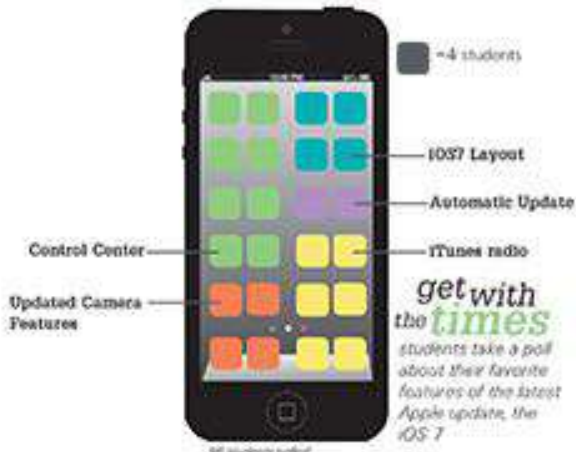 ~4 students
iOS7 Layout
Automatic Update
Control Center
iTunes radio
Updated Camera
Features
get with
the times
students take a poll
about their favorite
features of the latest
Apple update, the
iOS 7